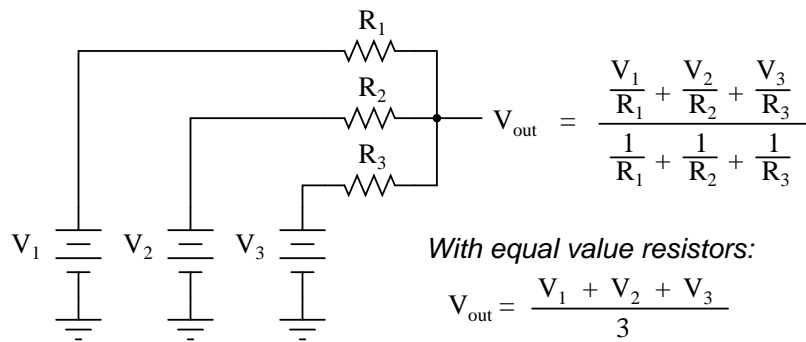 R1
R2
R3
V1
V2
V3
Vout = V1/R1 + V2/R2 + V3/R3
1/R1 + 1/R2 + 1/R3
With equal value resistors:
Vout = V1 + V2 + V3
3